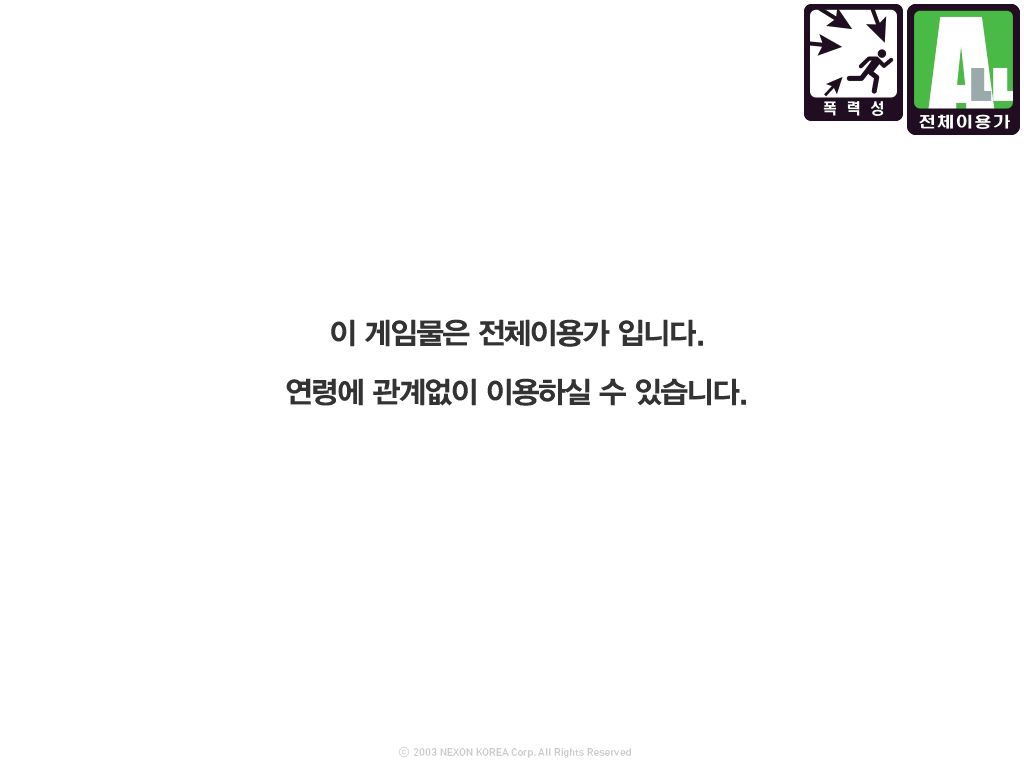 폭력성
ALL
전체이용가
이 게임물은 전체이용가 입니다.
연령에 관계없이 이용하실 수 있습니다.
ⓒ 2003 NEXON KOREA Corp. All Rights Reserved